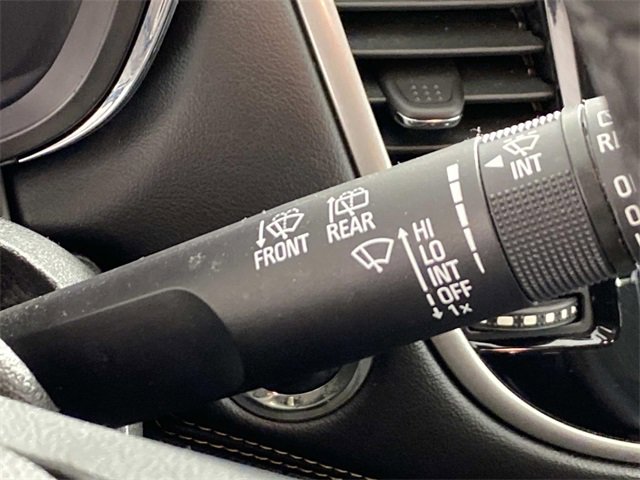 FRONT
REAR
HI
LO
INT
OFF
1x
INT